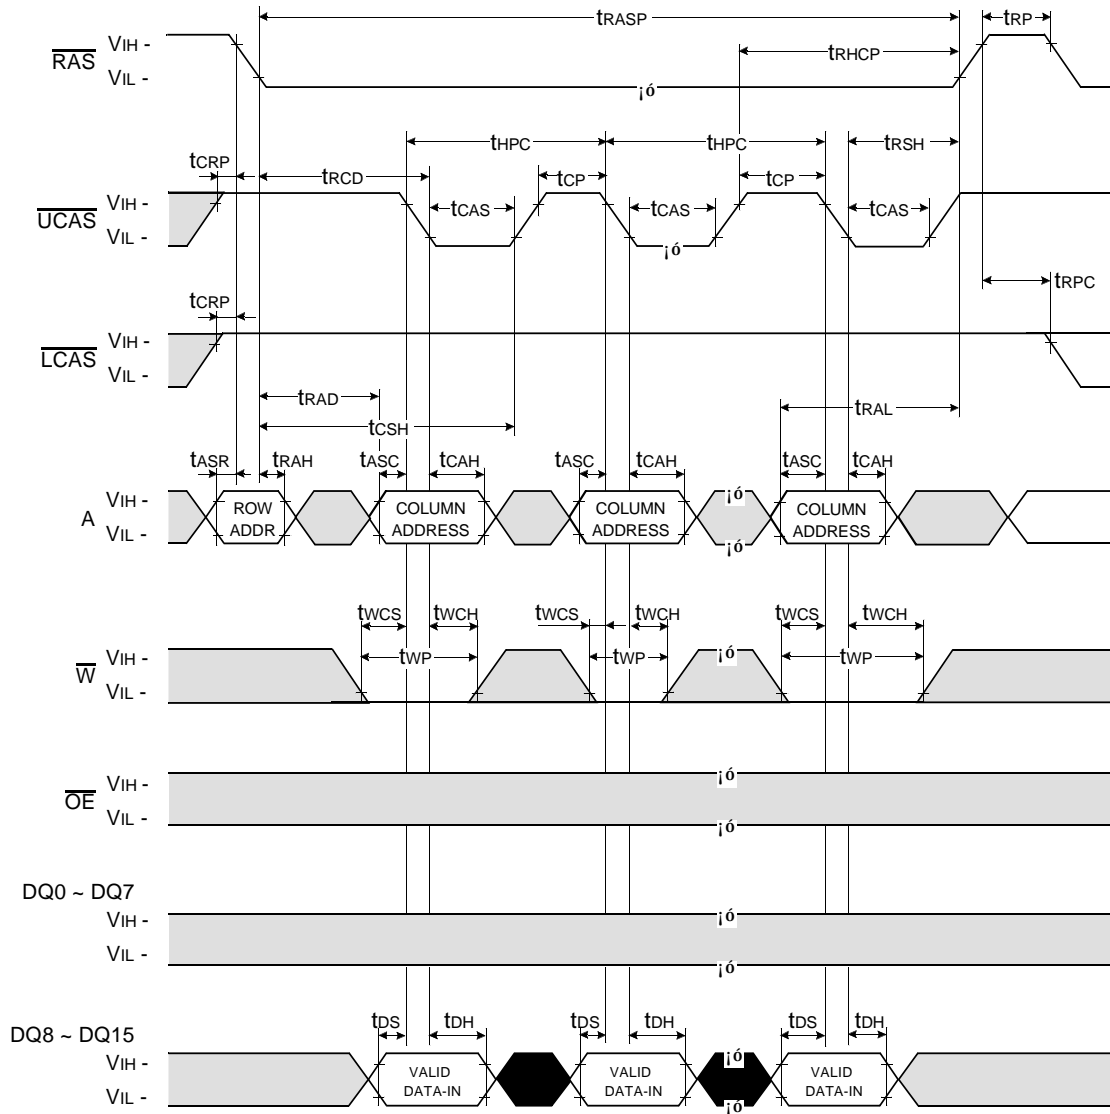 tRASP
tRP
RAS
VIH -
VIL -
tRHCP
¡ó
tHPC
tHPC
tRSH
tCRP
tRCD
tCP
tCP
UCAS
VIH -
VIL -
tCAS
tCAS
tCAS
¡ó
tRPC
tCRP
LCAS
VIH -
VIL -
tRAD
tCSH
tRAL
tASR
tRAH
tASC
tCAH
tASC
tCAH
tASC
tCAH
A
VIH -
VIL -
ROW
ADDR
COLUMN
ADDRESS
COLUMN
ADDRESS
¡ó
¡ó
COLUMN
ADDRESS
tWCS
tWCH
tWCS
tWCH
tWCS
tWCH
tWP
tWP
tWP
W
VIH -
VIL -
¡ó
¡ó
OE
VIH -
VIL -
¡ó
¡ó
DQ0 ~ DQ7
VIH -
VIL -
¡ó
¡ó
DQ8 ~ DQ15
VIH -
VIL -
tDS
tDH
tDS
tDH
tDS
tDH
VALID
DATA-IN
VALID
DATA-IN
¡ó
¡ó
VALID
DATA-IN